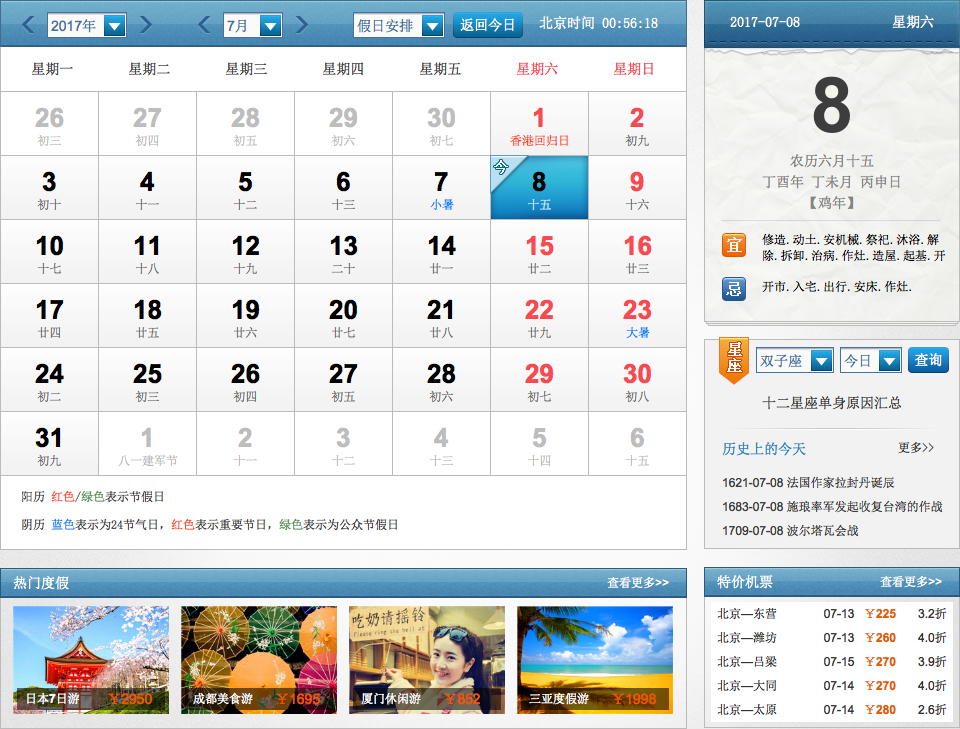 2017年 7月 假日安排 返回今日 北京时间 00:56:18
星期一 星期二 星期三 星期四 星期五 星期六 星期日
26 27 28 29 30 1 2
初三 初四 初五 初六 初七 香港回归日 初九
今
3 4 5 6 7 8 9
初十 十一 十二 十三 小暑 十五 十六
10 11 12 13 14 15 16
十七 十八 十九 二十 廿一 廿二 廿三
17 18 19 20 21 22 23
廿四 廿五 廿六 廿七 廿八 廿九 大暑
24 25 26 27 28 29 30
初二 初三 初四 初五 初六 初七 初八
31 1 2 3 4 5 6
初九 八一建军节 十一 十二 十三 十四 十五
阳历 红色/绿色表示节假日
阴历 蓝色表示为24节气日，红色表示重要节日，绿色表示为公众节假日
2017-07-08 星期六
8
农历六月十五
丁酉年 丁未月 丙申日
【鸡年】
宜 修造. 动土. 安机械. 祭祀. 沐浴. 解
除. 拆卸. 治病. 作灶. 造屋. 起基. 开
忌 开市. 入宅. 出行. 安床. 作灶.
星座 双子座 今日 查询
十二星座单身原因汇总
历史上的今天 更多>>
1621-07-08 法国作家拉封丹诞辰
1683-07-08 施琅率军发起收复台湾的作战
1709-07-08 波尔塔瓦会战
热门度假 查看更多>>
日本7日游 ￥2950
成都美食游 ￥1695
吃奶请摇铃
Please ring the bell at
厦门休闲游 ￥852
三亚度假游 ￥1998
特价机票 查看更多>>
北京—东营 07-13 ￥225 3.2折
北京—潍坊 07-13 ￥260 4.0折
北京—吕梁 07-15 ￥270 3.9折
北京—大同 07-14 ￥270 4.0折
北京—太原 07-14 ￥280 2.6折